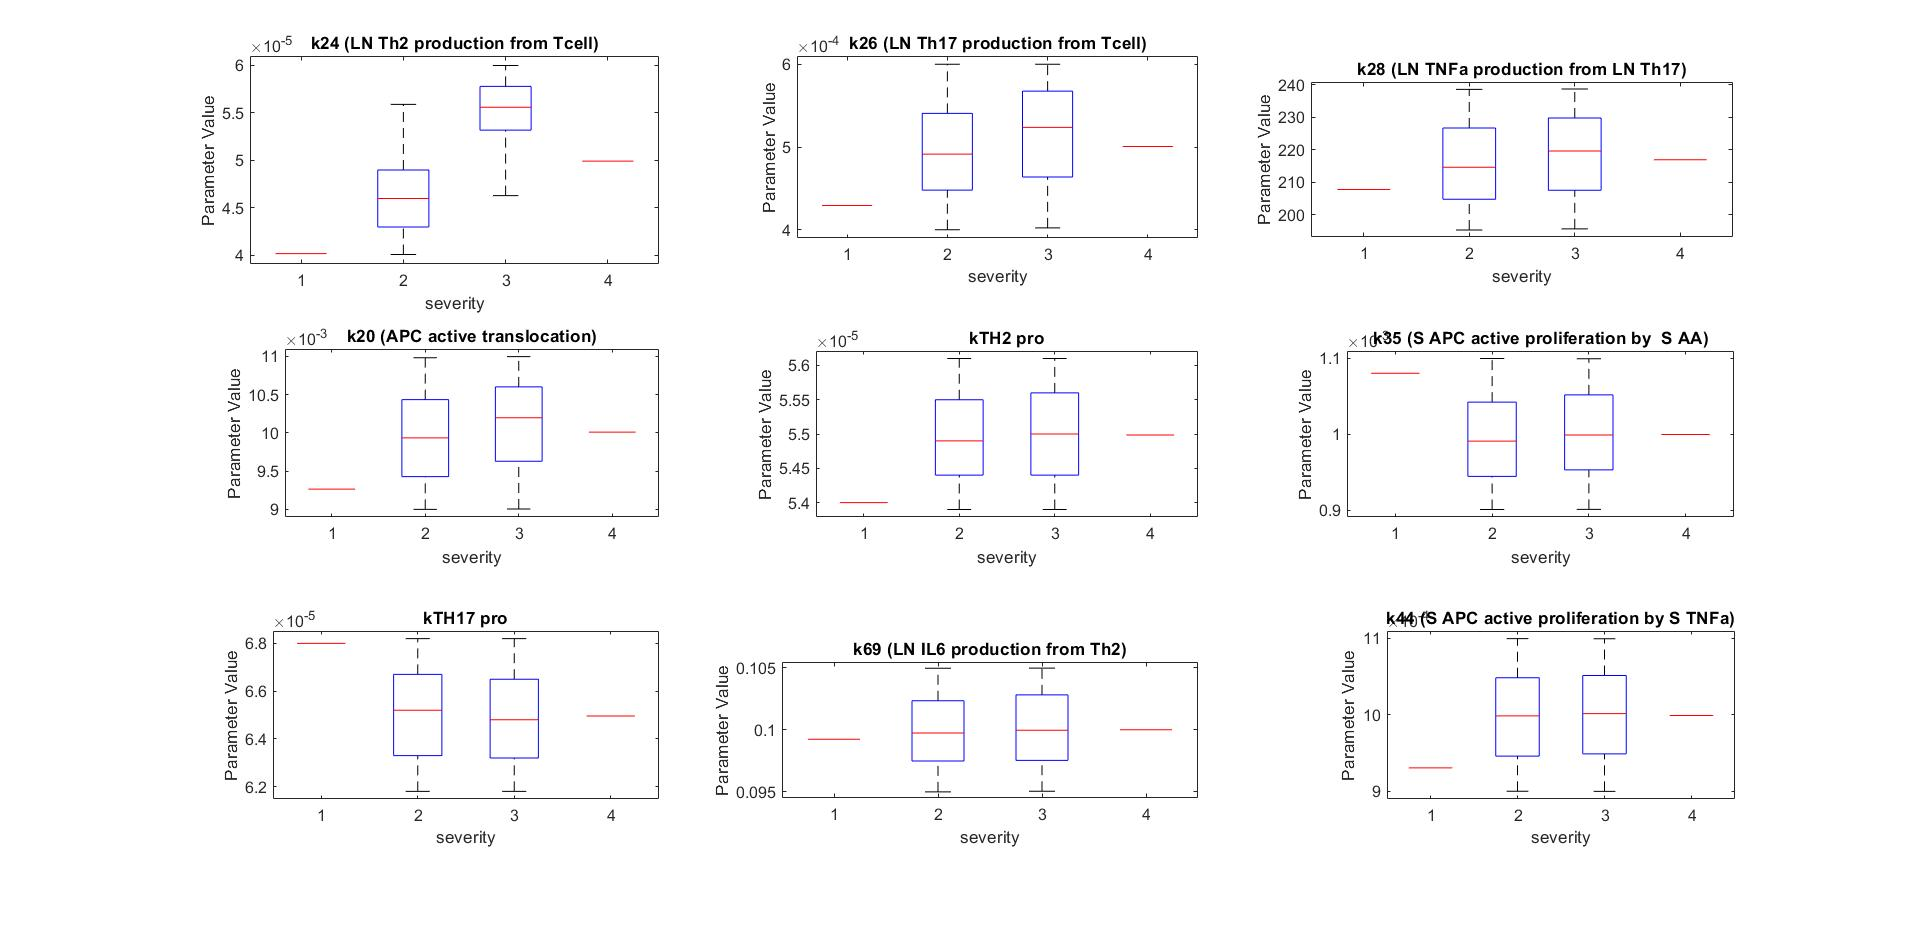 k24 (LN Th2 production from Tcell)
×10-5
6
5.5
5
4.5
4
Parameter Value
1 2 3 4
severity
k26 (LN Th17 production from Tcell)
×10-4
6
5
4
Parameter Value
1 2 3 4
severity
k28 (LN TNFa production from LN Th17)
240
230
220
210
200
Parameter Value
1 2 3 4
severity
k20 (APC active translocation)
×10-3
11
10.5
10
9.5
9
Parameter Value
1 2 3 4
severity
kTH2 pro
×10-5
5.6
5.55
5.5
5.45
5.4
Parameter Value
1 2 3 4
severity
k35 (S APC active proliferation by S AA)
1.1
1
0.9
Parameter Value
1 2 3 4
severity
kTH17 pro
×10-5
6.8
6.6
6.4
6.2
Parameter Value
1 2 3 4
severity
k69 (LN IL6 production from Th2)
0.105
0.1
0.095
Parameter Value
1 2 3 4
severity
k44 (S APC active proliferation by S TNFa)
11
10
9
Parameter Value
1 2 3 4
severity